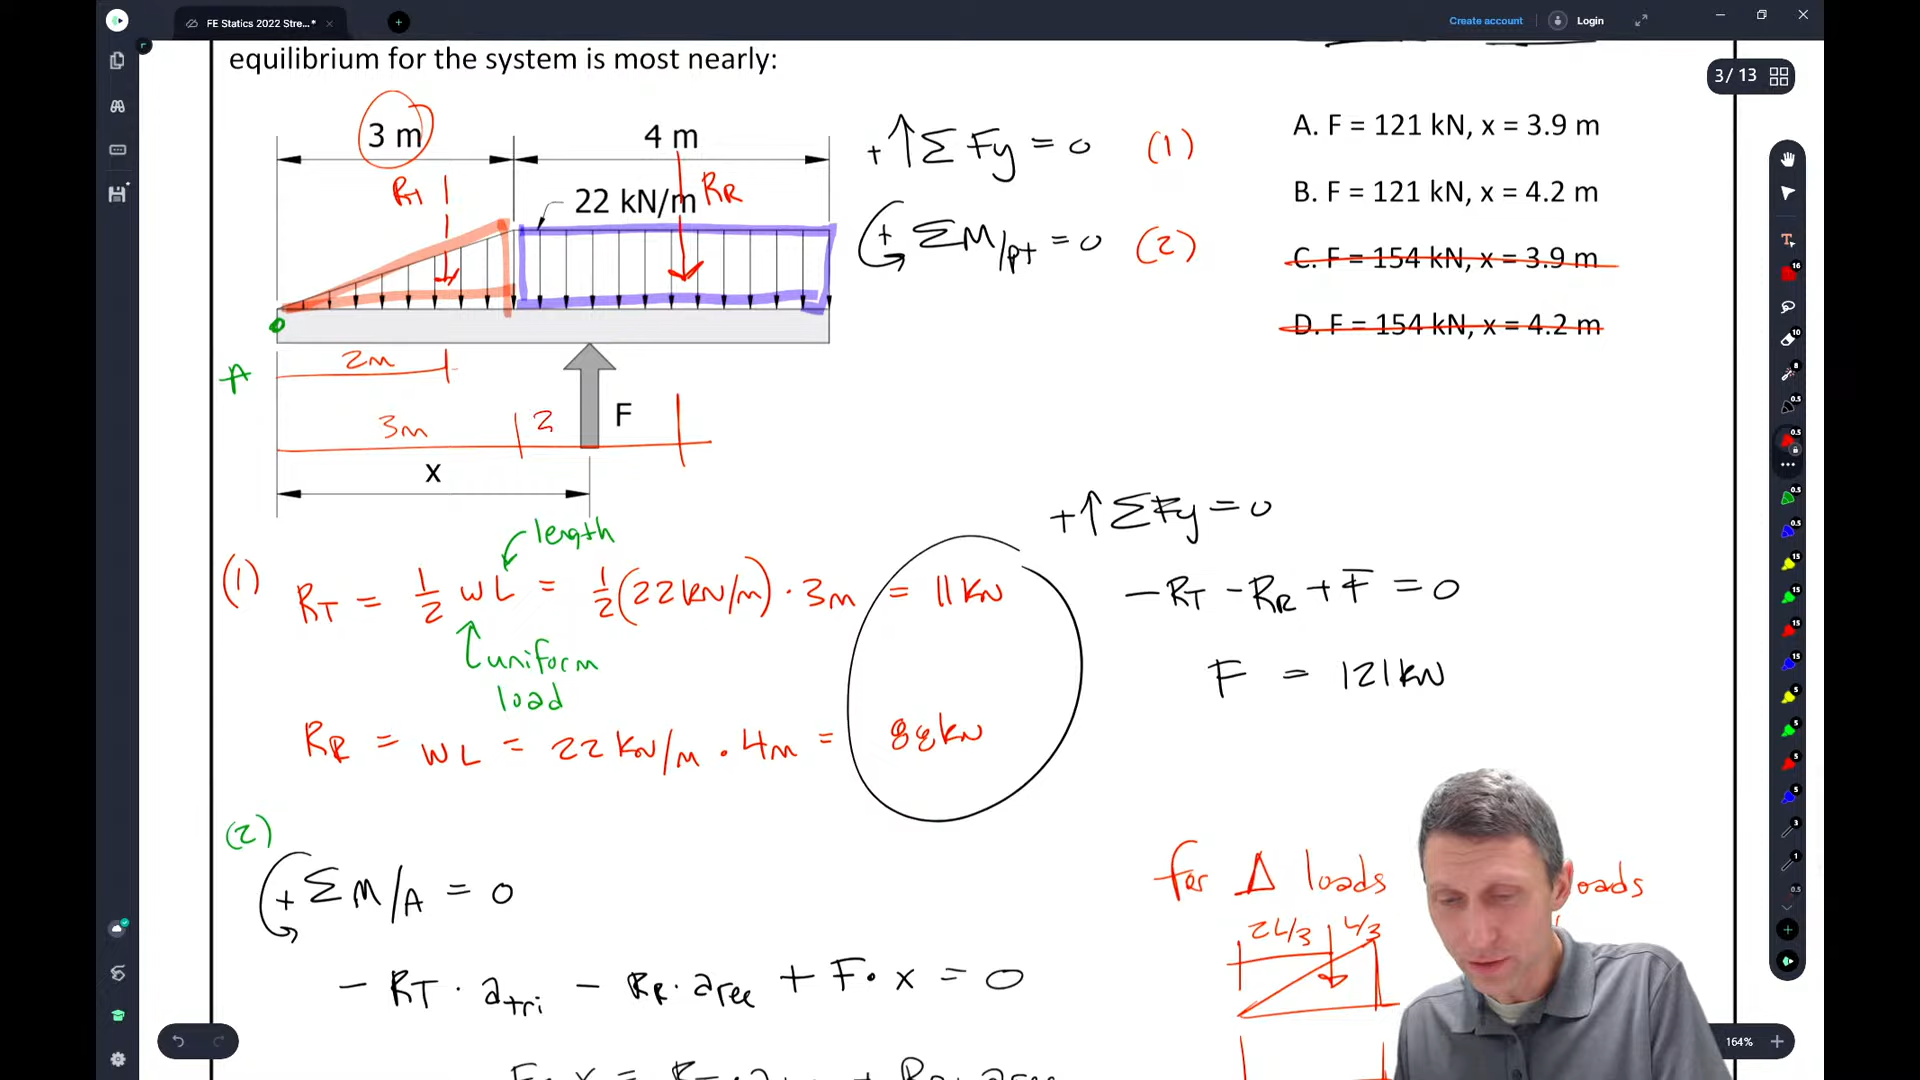 FE Statics 2022 Stre...*
Create account
Login
equilibrium for the system is most nearly:
3 / 13
3 m
4 m
RT
22 kN/m
RR
+↑ΣFy = 0 (1)
+ΣM/pt = 0 (2)
A. F = 121 kN, x = 3.9 m
B. F = 121 kN, x = 4.2 m
C. F = 154 kN, x = 3.9 m
D. F = 154 kN, x = 4.2 m
A
2m
3m
2
F
x
length
(1) RT = 1/2 wL = 1/2 (22kN/m) · 3m = 11kN
uniform
load
RR = wL = 22 kN/m · 4m = 88kN
+↑ΣFy = 0
-RT - RR + F = 0
F = 121kN
(2)
+ΣM/A = 0
- RT · atri - RR · arec + F · x = 0
F · x =
for Δ loads
oads
2L/3
L/3
164%